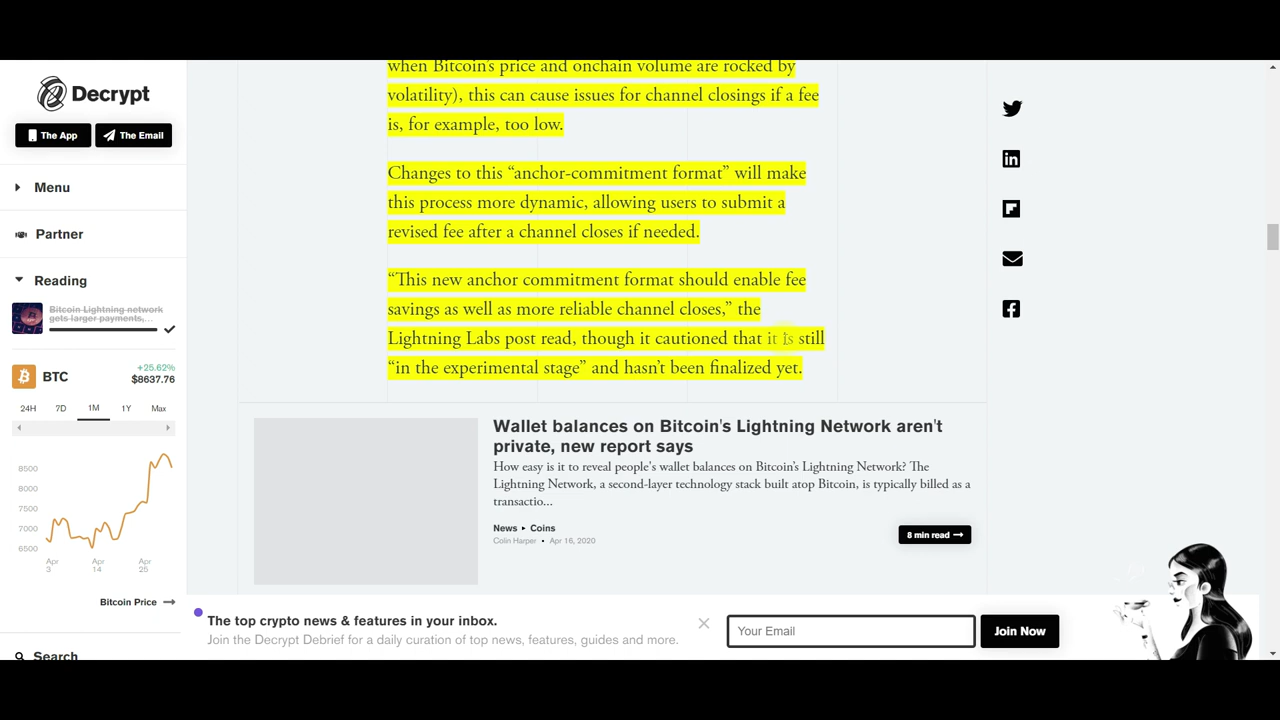 Decrypt
The App
The Email
Menu
Partner
Reading
Bitcoin Lightning network
gets larger payments,...
BTC
+25.62%
$8637.76
24H 7D 1M 1Y Max
8500
8000
7500
7000
6500
Apr
3
Apr
14
Apr
25
Bitcoin Price
Search
when Bitcoin's price and onchain volume are rocked by
volatility), this can cause issues for channel closings if a fee
is, for example, too low.
Changes to this “anchor-commitment format” will make
this process more dynamic, allowing users to submit a
revised fee after a channel closes if needed.
“This new anchor commitment format should enable fee
savings as well as more reliable channel closes,” the
Lightning Labs post read, though it cautioned that it is still
“in the experimental stage” and hasn’t been finalized yet.
Wallet balances on Bitcoin's Lightning Network aren't
private, new report says
How easy is it to reveal people's wallet balances on Bitcoin’s Lightning Network? The
Lightning Network, a second-layer technology stack built atop Bitcoin, is typically billed as a
transactio...
News ▸ Coins
Colin Harper • Apr 16, 2020
8 min read
The top crypto news & features in your inbox.
Join the Decrypt Debrief for a daily curation of top news, features, guides and more.
Your Email
Join Now